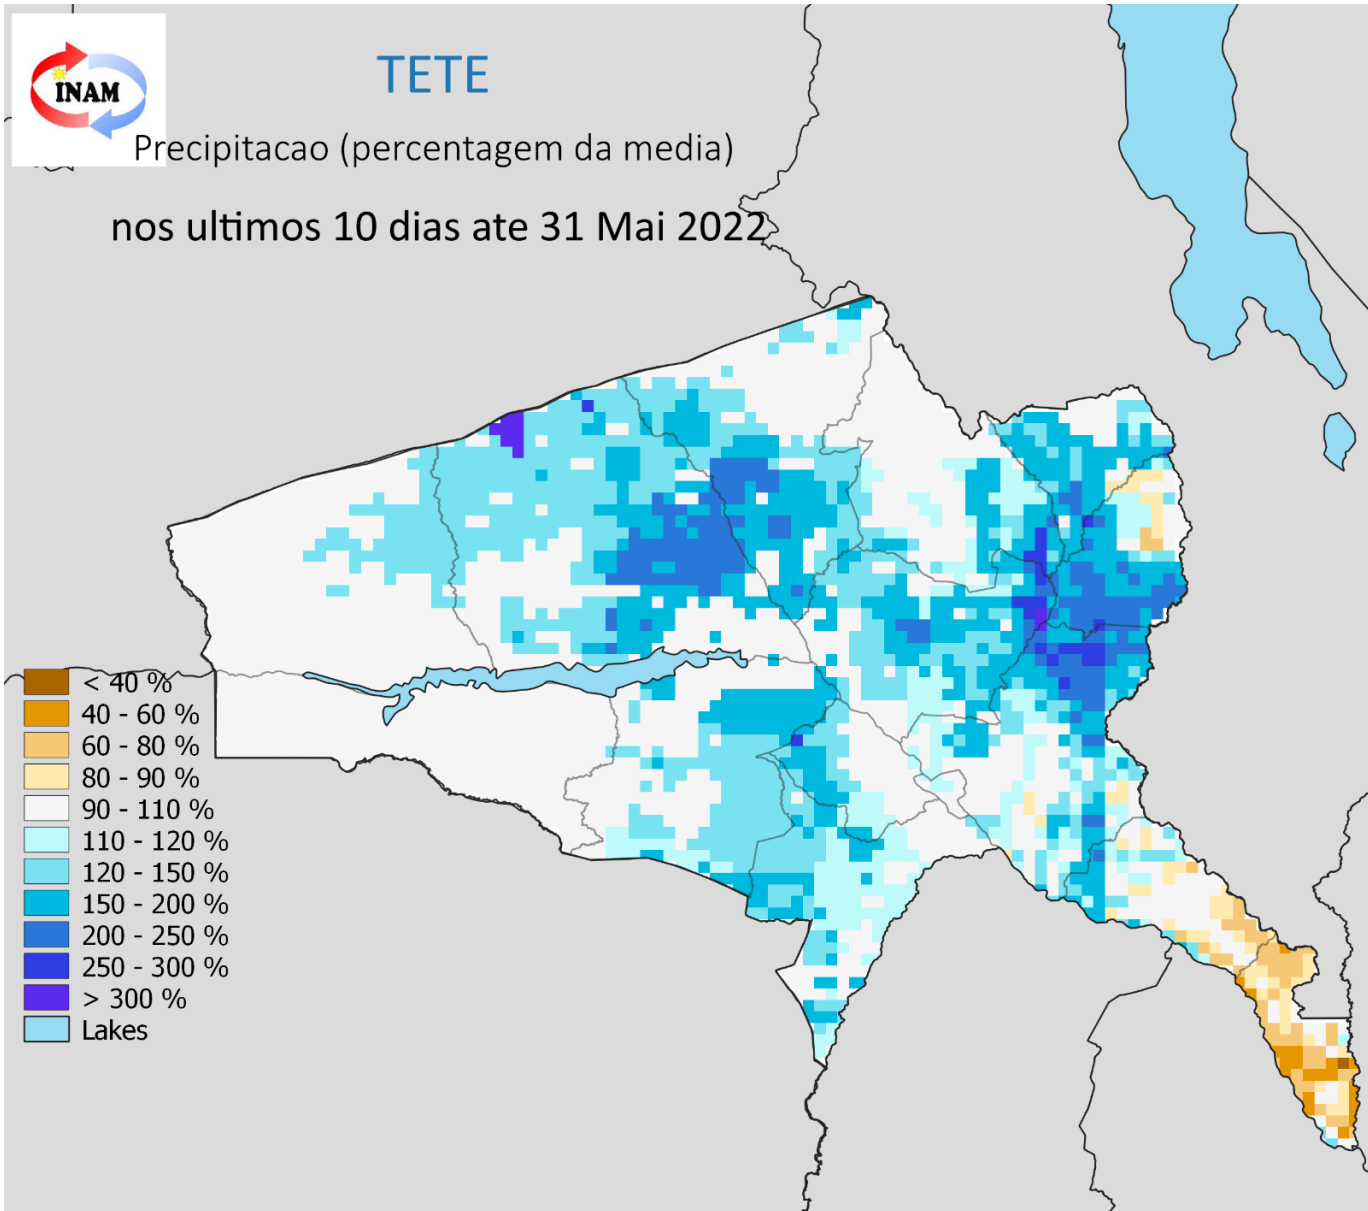 INAM
TETE
Precipitacao (percentagem da media)
nos ultimos 10 dias ate 31 Mai 2022
< 40 %
40 - 60 %
60 - 80 %
80 - 90 %
90 - 110 %
110 - 120 %
120 - 150 %
150 - 200 %
200 - 250 %
250 - 300 %
> 300 %
Lakes